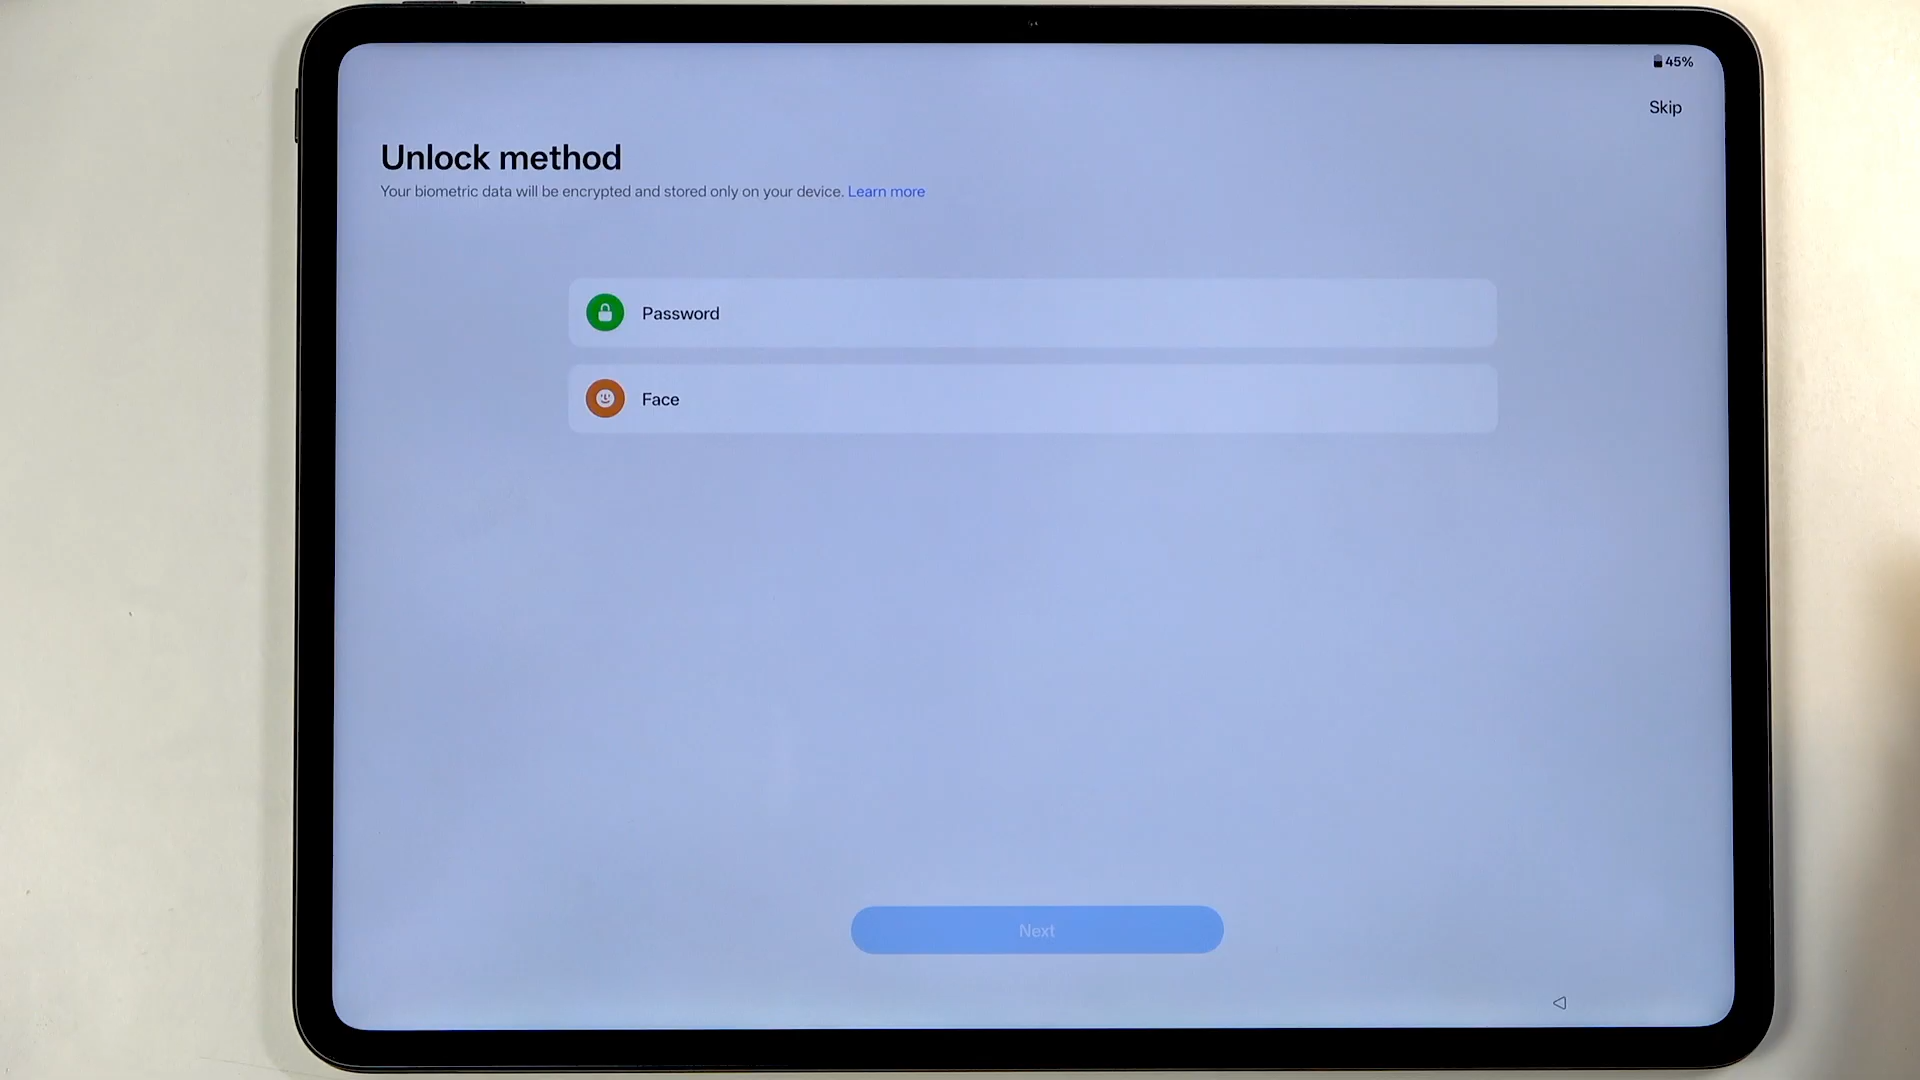 45%
Skip
Unlock method
Your biometric data will be encrypted and stored only on your device. Learn more
Password
Face
Next